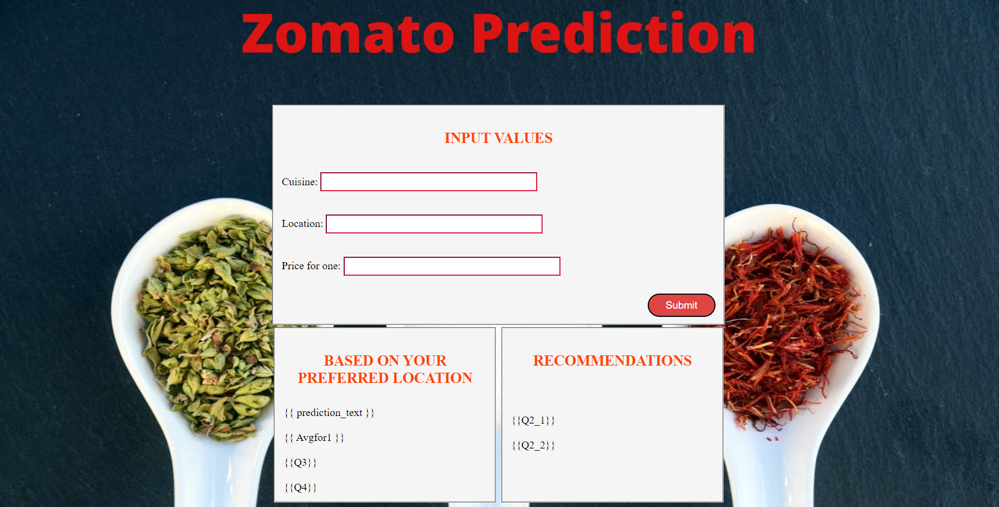 Zomato Prediction
INPUT VALUES
Cuisine:
Location:
Price for one:
Submit
BASED ON YOUR
PREFERRED LOCATION
{{ prediction_text }}
{{ Avgfor1 }}
{{Q3}}
{{Q4}}
RECOMMENDATIONS
{{Q2_1}}
{{Q2_2}}